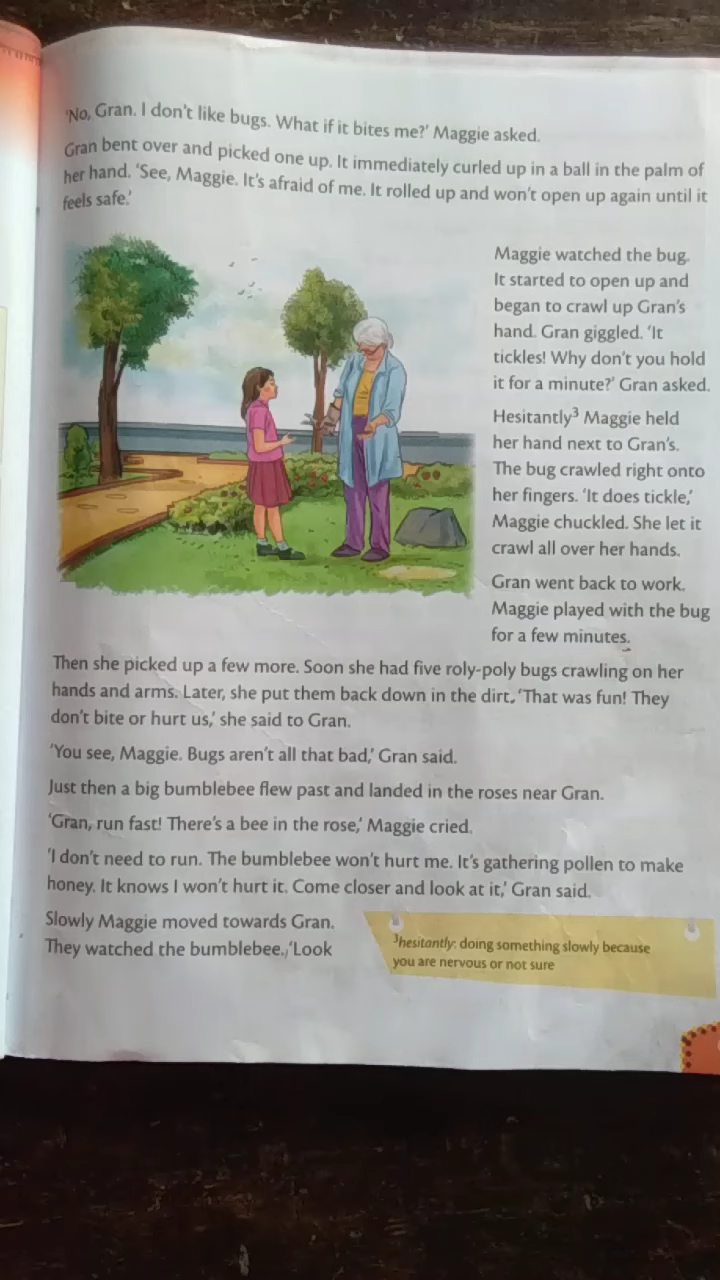 'No, Gran. I don't like bugs. What if it bites me?' Maggie asked.
Gran bent over and picked one up. It immediately curled up in a ball in the palm of
her hand. 'See, Maggie. It's afraid of me. It rolled up and won't open up again until it
feels safe.'
Maggie watched the bug.
It started to open up and
began to crawl up Gran's
hand. Gran giggled. 'It
tickles! Why don't you hold
it for a minute?' Gran asked.
Hesitantly³ Maggie held
her hand next to Gran's.
The bug crawled right onto
her fingers. 'It does tickle,'
Maggie chuckled. She let it
crawl all over her hands.
Gran went back to work.
Maggie played with the bug
for a few minutes.
Then she picked up a few more. Soon she had five roly-poly bugs crawling on her
hands and arms. Later, she put them back down in the dirt. 'That was fun! They
don't bite or hurt us,' she said to Gran.
'You see, Maggie. Bugs aren't all that bad,' Gran said.
Just then a big bumblebee flew past and landed in the roses near Gran.
'Gran, run fast! There's a bee in the rose,' Maggie cried.
'I don't need to run. The bumblebee won't hurt me. It's gathering pollen to make
honey. It knows I won't hurt it. Come closer and look at it,' Gran said.
Slowly Maggie moved towards Gran.
They watched the bumblebee. 'Look
³hesitantly: doing something slowly because
you are nervous or not sure